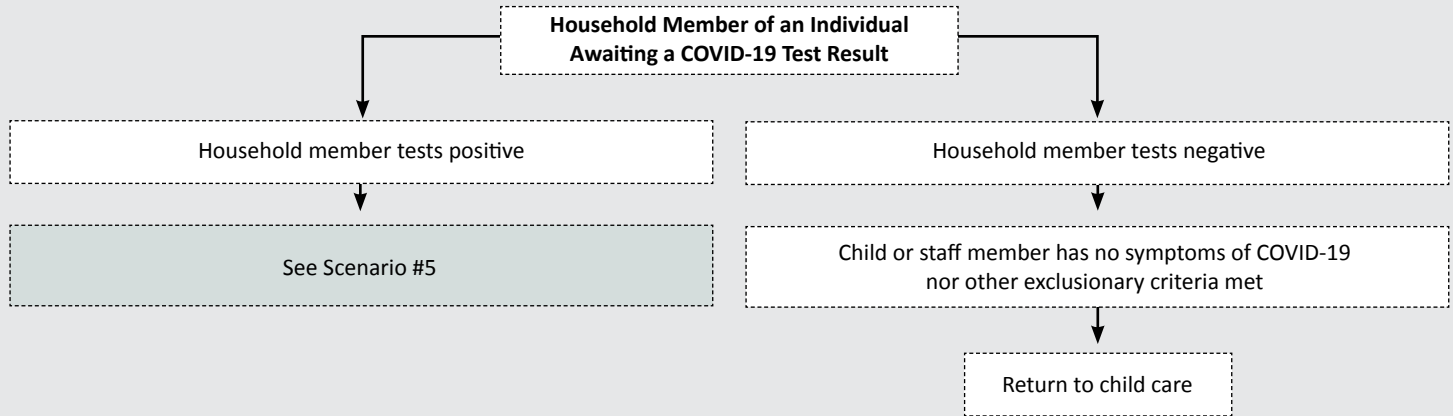 Household Member of an Individual
Awaiting a COVID-19 Test Result
Household member tests positive
Household member tests negative
See Scenario #5
Child or staff member has no symptoms of COVID-19
nor other exclusionary criteria met
Return to child care